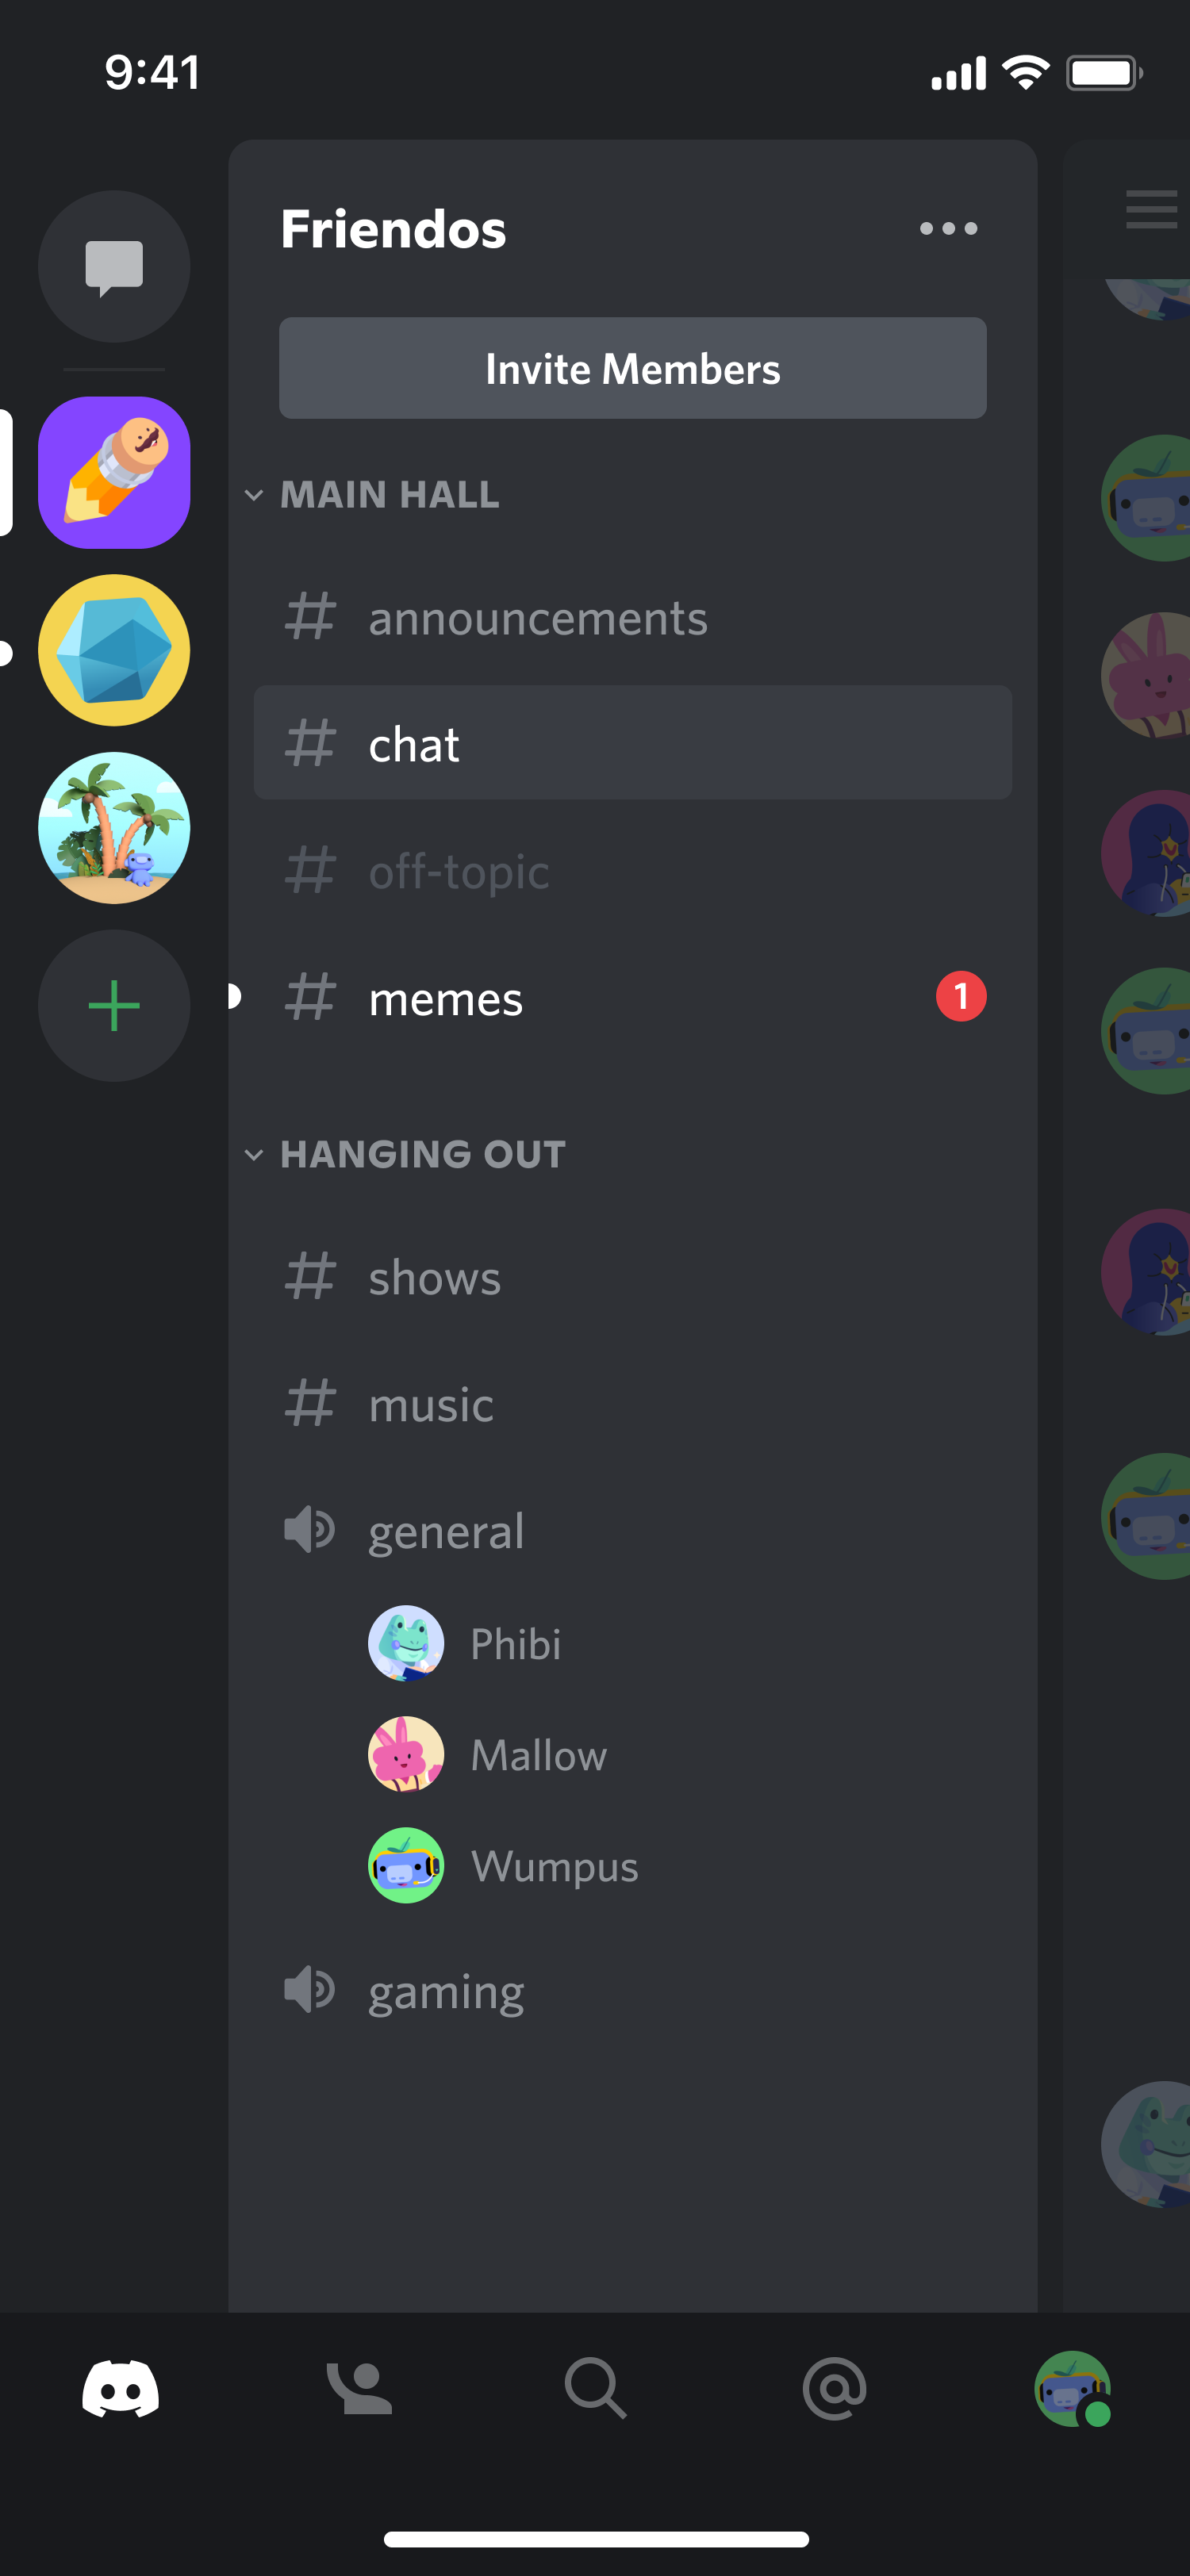 9:41
Friendos
Invite Members
MAIN HALL
announcements
chat
off-topic
memes
1
HANGING OUT
shows
music
general
Phibi
Mallow
Wumpus
gaming